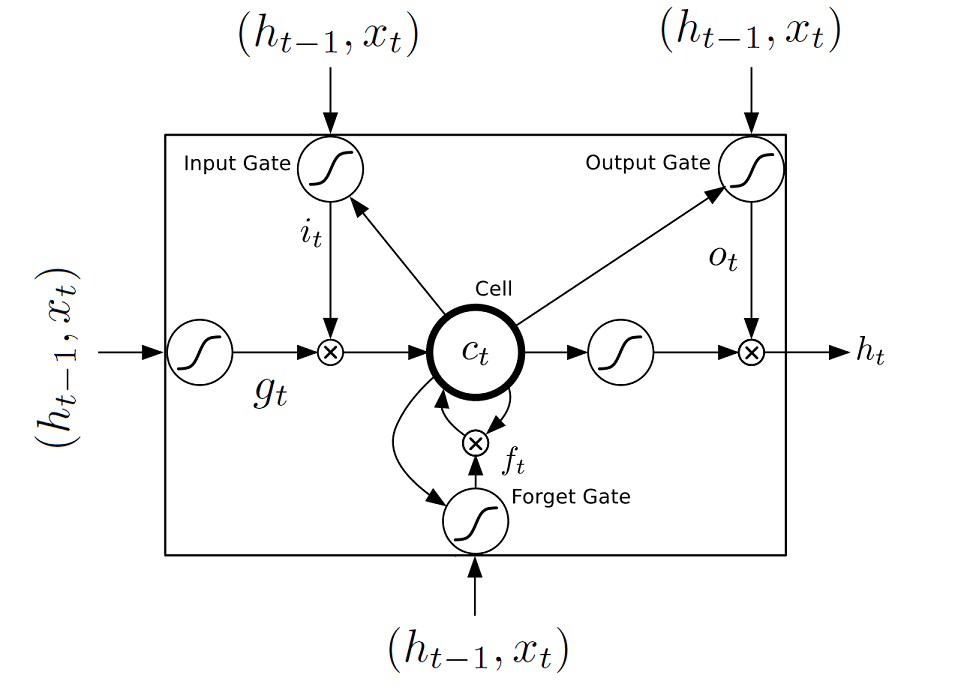 (h_{t−1}, x_t)
(h_{t−1}, x_t)
Input Gate
Output Gate
i_t
o_t
Cell
(h_{t−1}, x_t)
c_t
h_t
g_t
f_t
Forget Gate
(h_{t−1}, x_t)